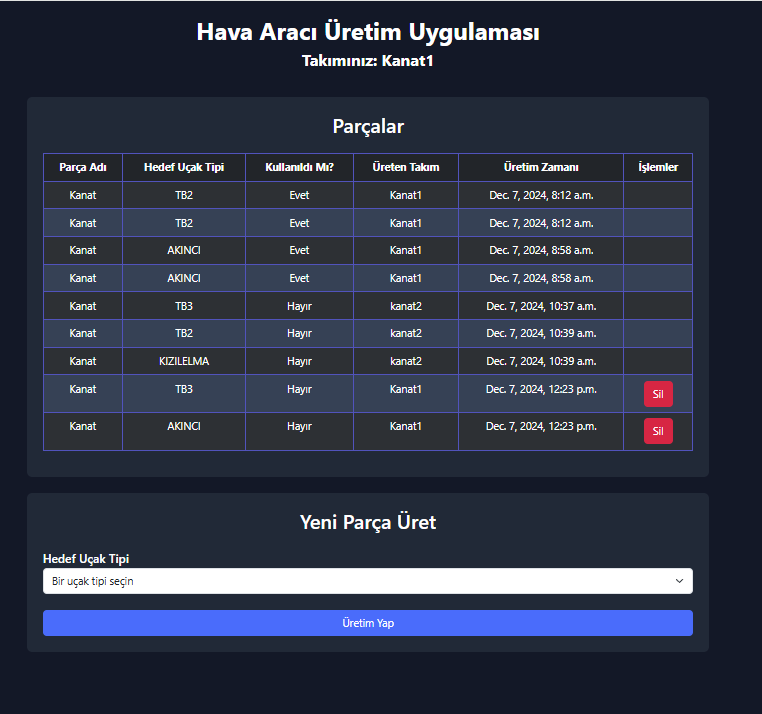 Hava Aracı Üretim Uygulaması
Takımınız: Kanat1
Parçalar
Parça Adı Hedef Uçak Tipi Kullanıldı Mı? Üreten Takım Üretim Zamanı İşlemler
Kanat TB2 Evet Kanat1 Dec. 7, 2024, 8:12 a.m.
Kanat TB2 Evet Kanat1 Dec. 7, 2024, 8:12 a.m.
Kanat AKINCI Evet Kanat1 Dec. 7, 2024, 8:58 a.m.
Kanat AKINCI Evet Kanat1 Dec. 7, 2024, 8:58 a.m.
Kanat TB3 Hayır kanat2 Dec. 7, 2024, 10:37 a.m.
Kanat TB2 Hayır kanat2 Dec. 7, 2024, 10:39 a.m.
Kanat KIZILELMA Hayır kanat2 Dec. 7, 2024, 10:39 a.m.
Kanat TB3 Hayır Kanat1 Dec. 7, 2024, 12:23 p.m. Sil
Kanat AKINCI Hayır Kanat1 Dec. 7, 2024, 12:23 p.m. Sil
Yeni Parça Üret
Hedef Uçak Tipi
Bir uçak tipi seçin
Üretim Yap